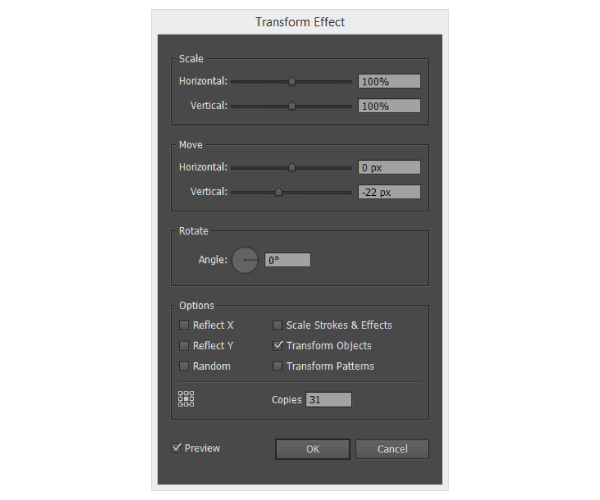 Transform Effect
Scale
Horizontal: 100%
Vertical: 100%
Move
Horizontal: 0 px
Vertical: -22 px
Rotate
Angle: 0°
Options
Reflect X Scale Strokes & Effects
Reflect Y Transform Objects
Random Transform Patterns
Copies 31
Preview OK Cancel